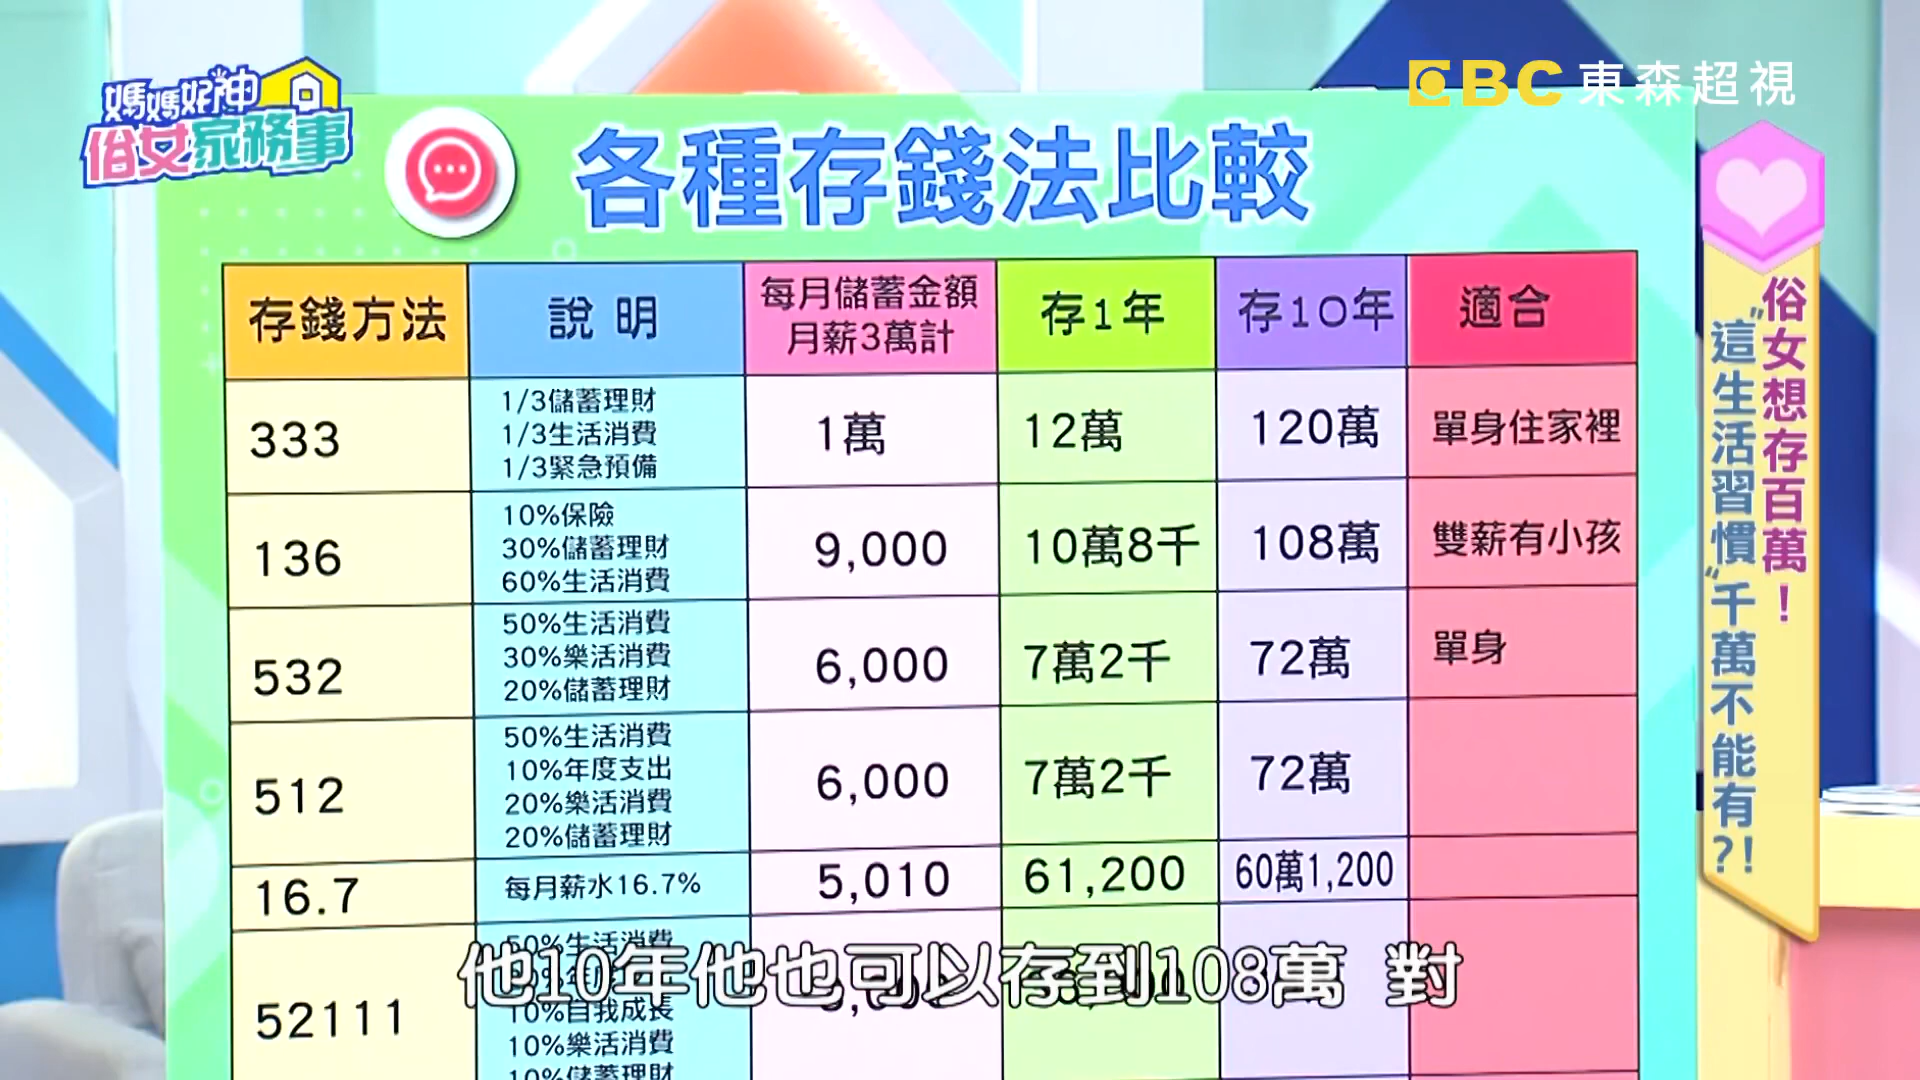 媽媽好神
俗女家務事
EBC 東森超視
各種存錢法比較
存錢方法
說 明
每月儲蓄金額
月薪3萬計
存1年
存10年
適合
333
1/3儲蓄理財
1/3生活消費
1/3緊急預備
1萬
12萬
120萬
單身住家裡
136
10%保險
30%儲蓄理財
60%生活消費
9,000
10萬8千
108萬
雙薪有小孩
532
50%生活消費
30%樂活消費
20%儲蓄理財
6,000
7萬2千
72萬
單身
512
50%生活消費
10%年度支出
20%樂活消費
20%儲蓄理財
6,000
7萬2千
72萬
16.7
每月薪水16.7%
5,010
61,200
60萬1,200
52111
50%生活消費
10%自我成長
10%樂活消費
10%儲蓄理財
他10年他也可以存到108萬 對
俗女想存百萬！
"這生活習慣"千萬不能有?!